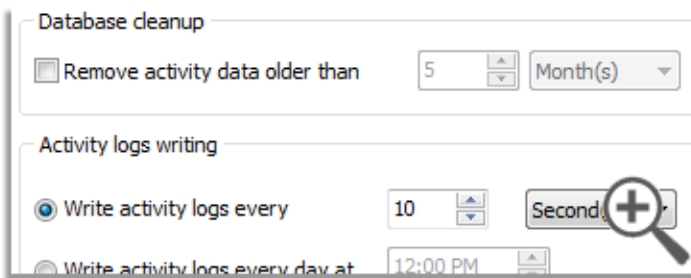 Database cleanup
Remove activity data older than 5 Month(s)
Activity logs writing
Write activity logs every 10
Write activity logs every day at 12:00 PM